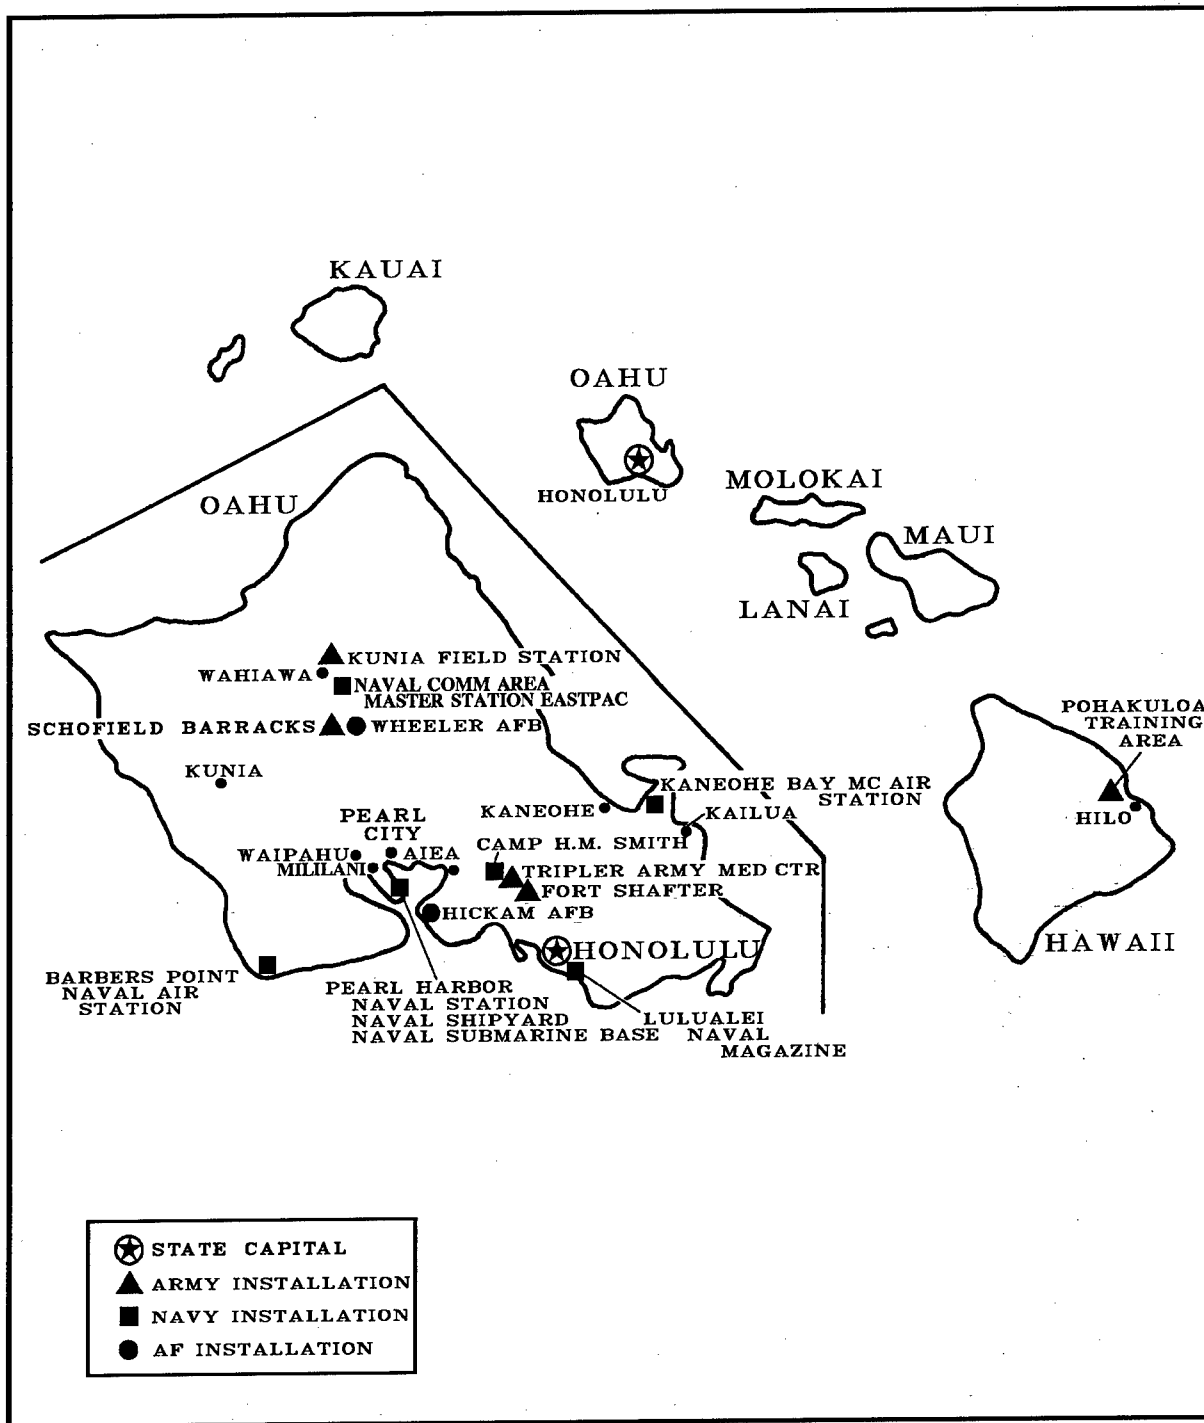 KAUAI
OAHU
HONOLULU
MOLOKAI
MAUI
LANAI
OAHU
KUNIA FIELD STATION
WAHIAWA
NAVAL COMM AREA
MASTER STATION EASTPAC
SCHOFIELD BARRACKS
WHEELER AFB
KUNIA
POHAKULOA
TRAINING
AREA
HILO
HAWAII
KANEOHE BAY MC AIR
STATION
KANEOHE
KAILUA
PEARL
CITY
WAIPAHU
AIEA
MILILANI
CAMP H.M. SMITH
TRIPLER ARMY MED CTR
FORT SHAFTER
HICKAM AFB
HONOLULU
BARBERS POINT
NAVAL AIR
STATION
PEARL HARBOR
NAVAL STATION
NAVAL SHIPYARD
NAVAL SUBMARINE BASE
LULUALEI
NAVAL
MAGAZINE
STATE CAPITAL
ARMY INSTALLATION
NAVY INSTALLATION
AF INSTALLATION